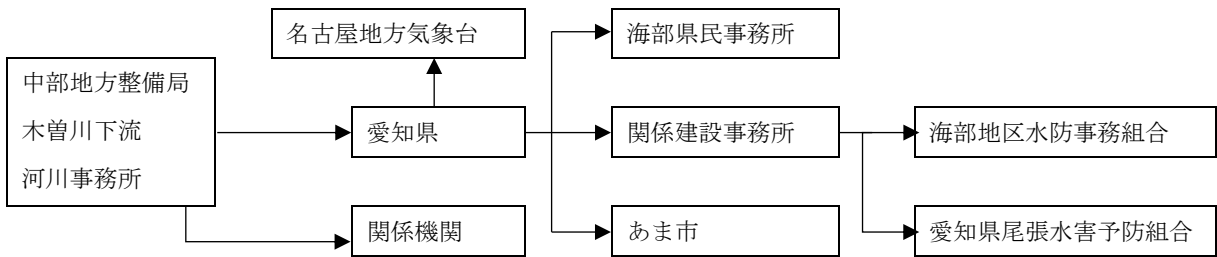 名古屋地方気象台
海部県民事務所
中部地方整備局
木曽川下流
河川事務所
愛知県
関係建設事務所
海部地区水防事務組合
関係機関
あま市
愛知県尾張水害予防組合